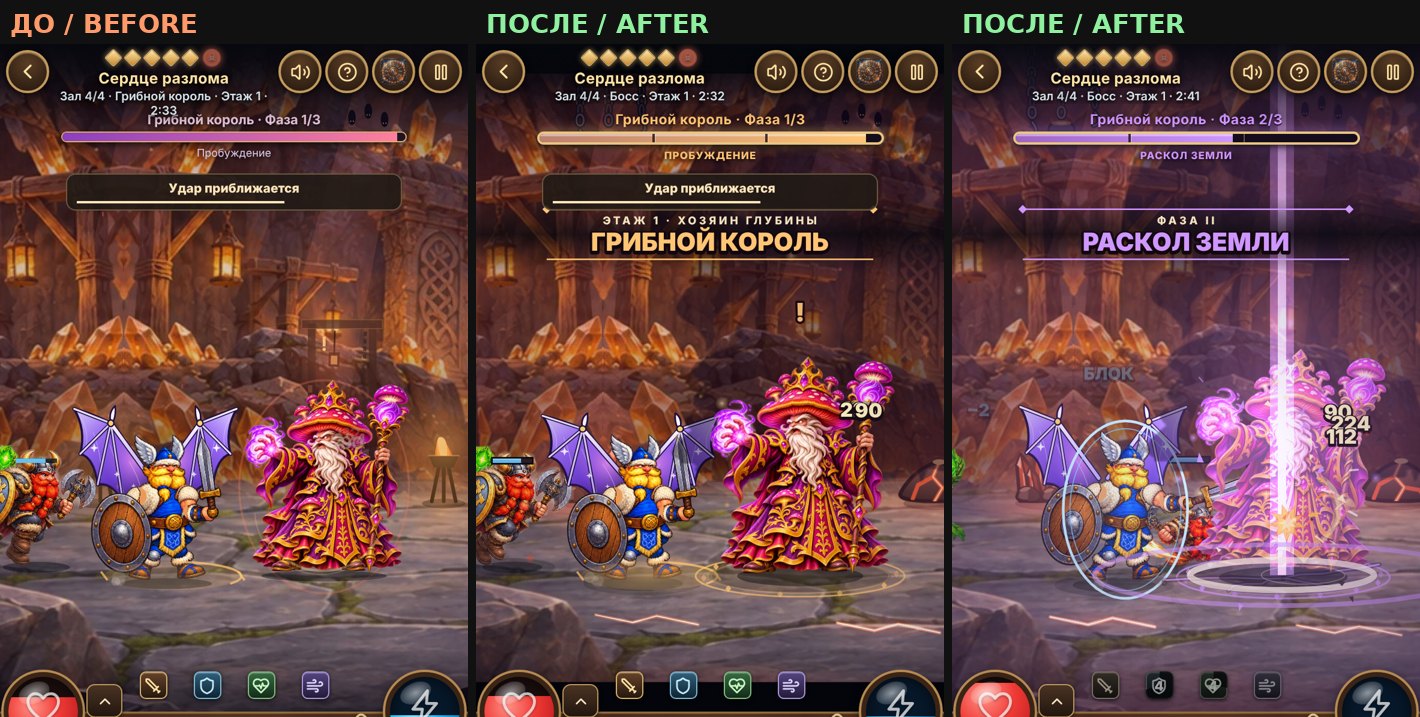 ДО / BEFORE
Сердце разлома
Зал 4/4 · Грибной король · Этаж 1 ·
2:33
Грибной король · Фаза 1/3
Пробуждение
Удар приближается
!
ПОСЛЕ / AFTER
Сердце разлома
Зал 4/4 · Босс · Этаж 1 · 2:32
Грибной король · Фаза 1/3
ПРОБУЖДЕНИЕ
Удар приближается
ЭТАЖ 1 · ХОЗЯИН ГЛУБИНЫ
ГРИБНОЙ КОРОЛЬ
!
290
ПОСЛЕ / AFTER
Сердце разлома
Зал 4/4 · Босс · Этаж 1 · 2:41
Грибной король · Фаза 2/3
РАСКОЛ ЗЕМЛИ
ФАЗА II
РАСКОЛ ЗЕМЛИ
БЛОК
-2
90
224
112
4